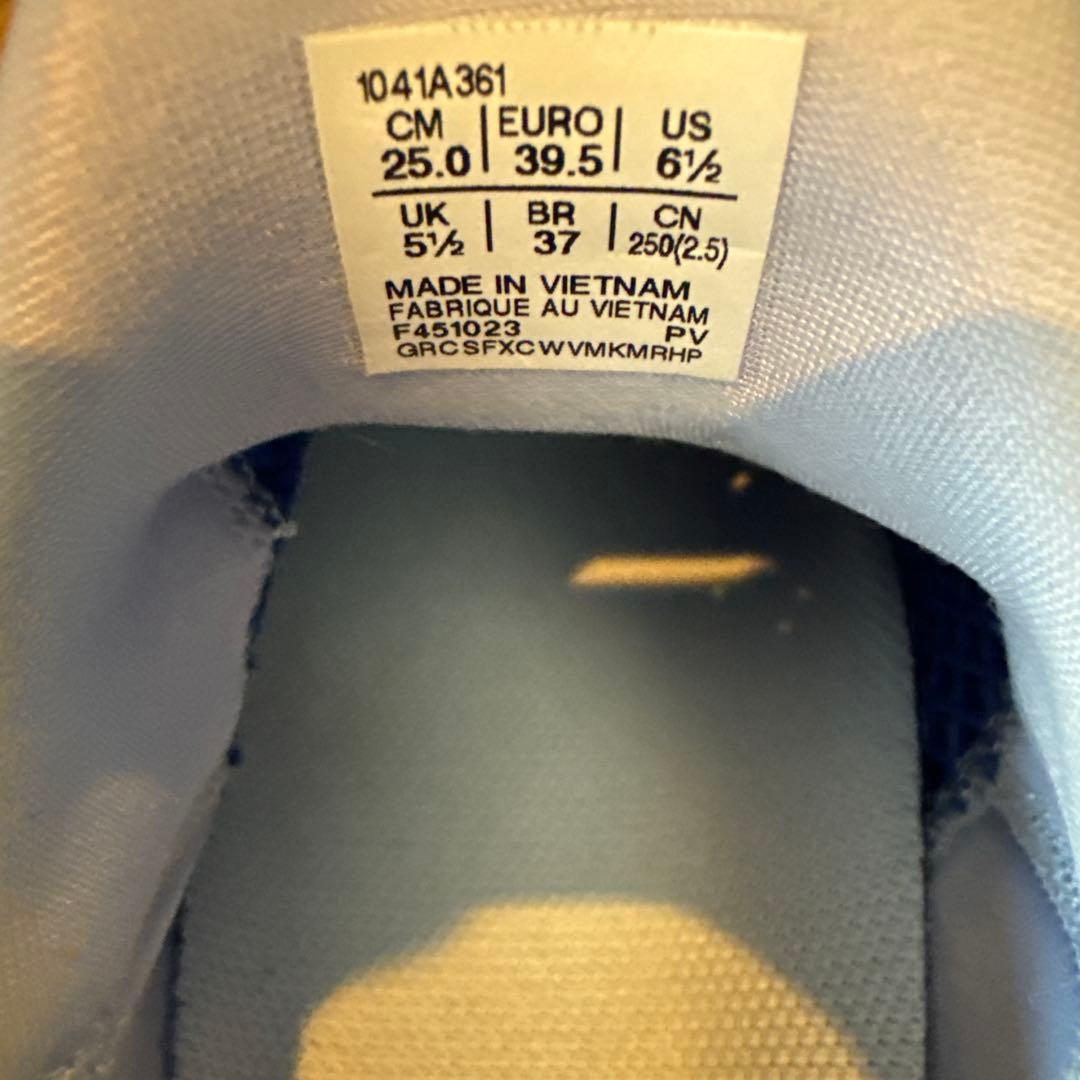 1041A361
CM | EURO | US
25.0 | 39.5 | 6½
UK | BR | CN
5½ | 37 | 250(2.5)
MADE IN VIETNAM
FABRIQUE AU VIETNAM
F451023 PV
GRCSFXCWVMKMRHP